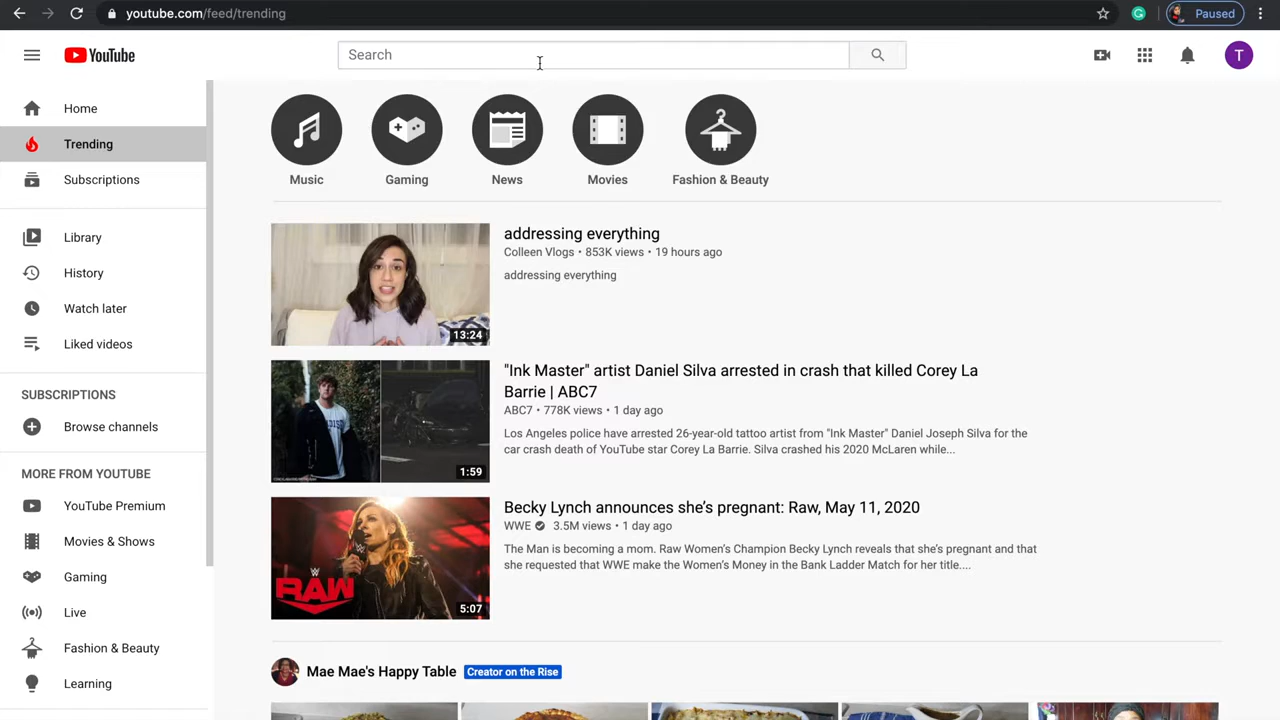 youtube.com/feed/trending
Paused
YouTube
Search
T
Home
Trending
Subscriptions
Library
History
Watch later
Liked videos
SUBSCRIPTIONS
Browse channels
MORE FROM YOUTUBE
YouTube Premium
Movies & Shows
Gaming
Live
Fashion & Beauty
Learning
Music
Gaming
News
Movies
Fashion & Beauty
13:24
addressing everything
Colleen Vlogs • 853K views • 19 hours ago
addressing everything
1:59
"Ink Master" artist Daniel Silva arrested in crash that killed Corey La
Barrie | ABC7
ABC7 • 778K views • 1 day ago
Los Angeles police have arrested 26-year-old tattoo artist from "Ink Master" Daniel Joseph Silva for the
car crash death of YouTube star Corey La Barrie. Silva crashed his 2020 McLaren while...
RAW
5:07
Becky Lynch announces she's pregnant: Raw, May 11, 2020
WWE 3.5M views • 1 day ago
The Man is becoming a mom. Raw Women's Champion Becky Lynch reveals that she's pregnant and that
she requested that WWE make the Women's Money in the Bank Ladder Match for her title....
Mae Mae's Happy Table Creator on the Rise